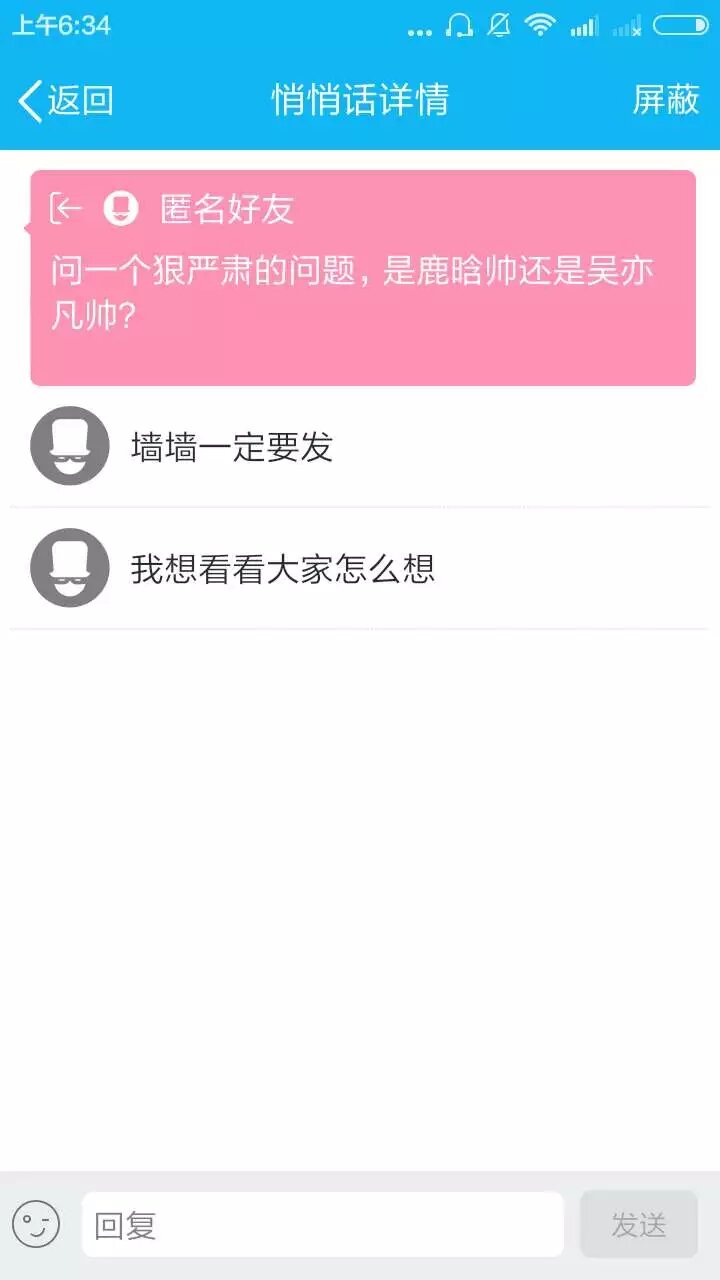 上午6:34
返回
悄悄话详情
屏蔽
匿名好友
问一个狠严肃的问题，是鹿晗帅还是吴亦
凡帅?
墙墙一定要发
我想看看大家怎么想
回复
发送